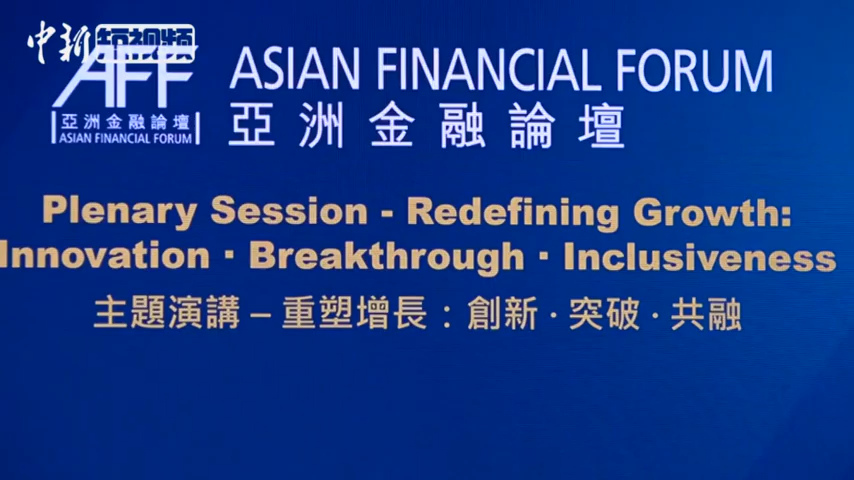 中新短视频
AFF
亞洲金融論壇
ASIAN FINANCIAL FORUM
ASIAN FINANCIAL FORUM
亞洲金融論壇
Plenary Session - Redefining Growth:
Innovation · Breakthrough · Inclusiveness
主題演講 – 重塑增長：創新 · 突破 · 共融